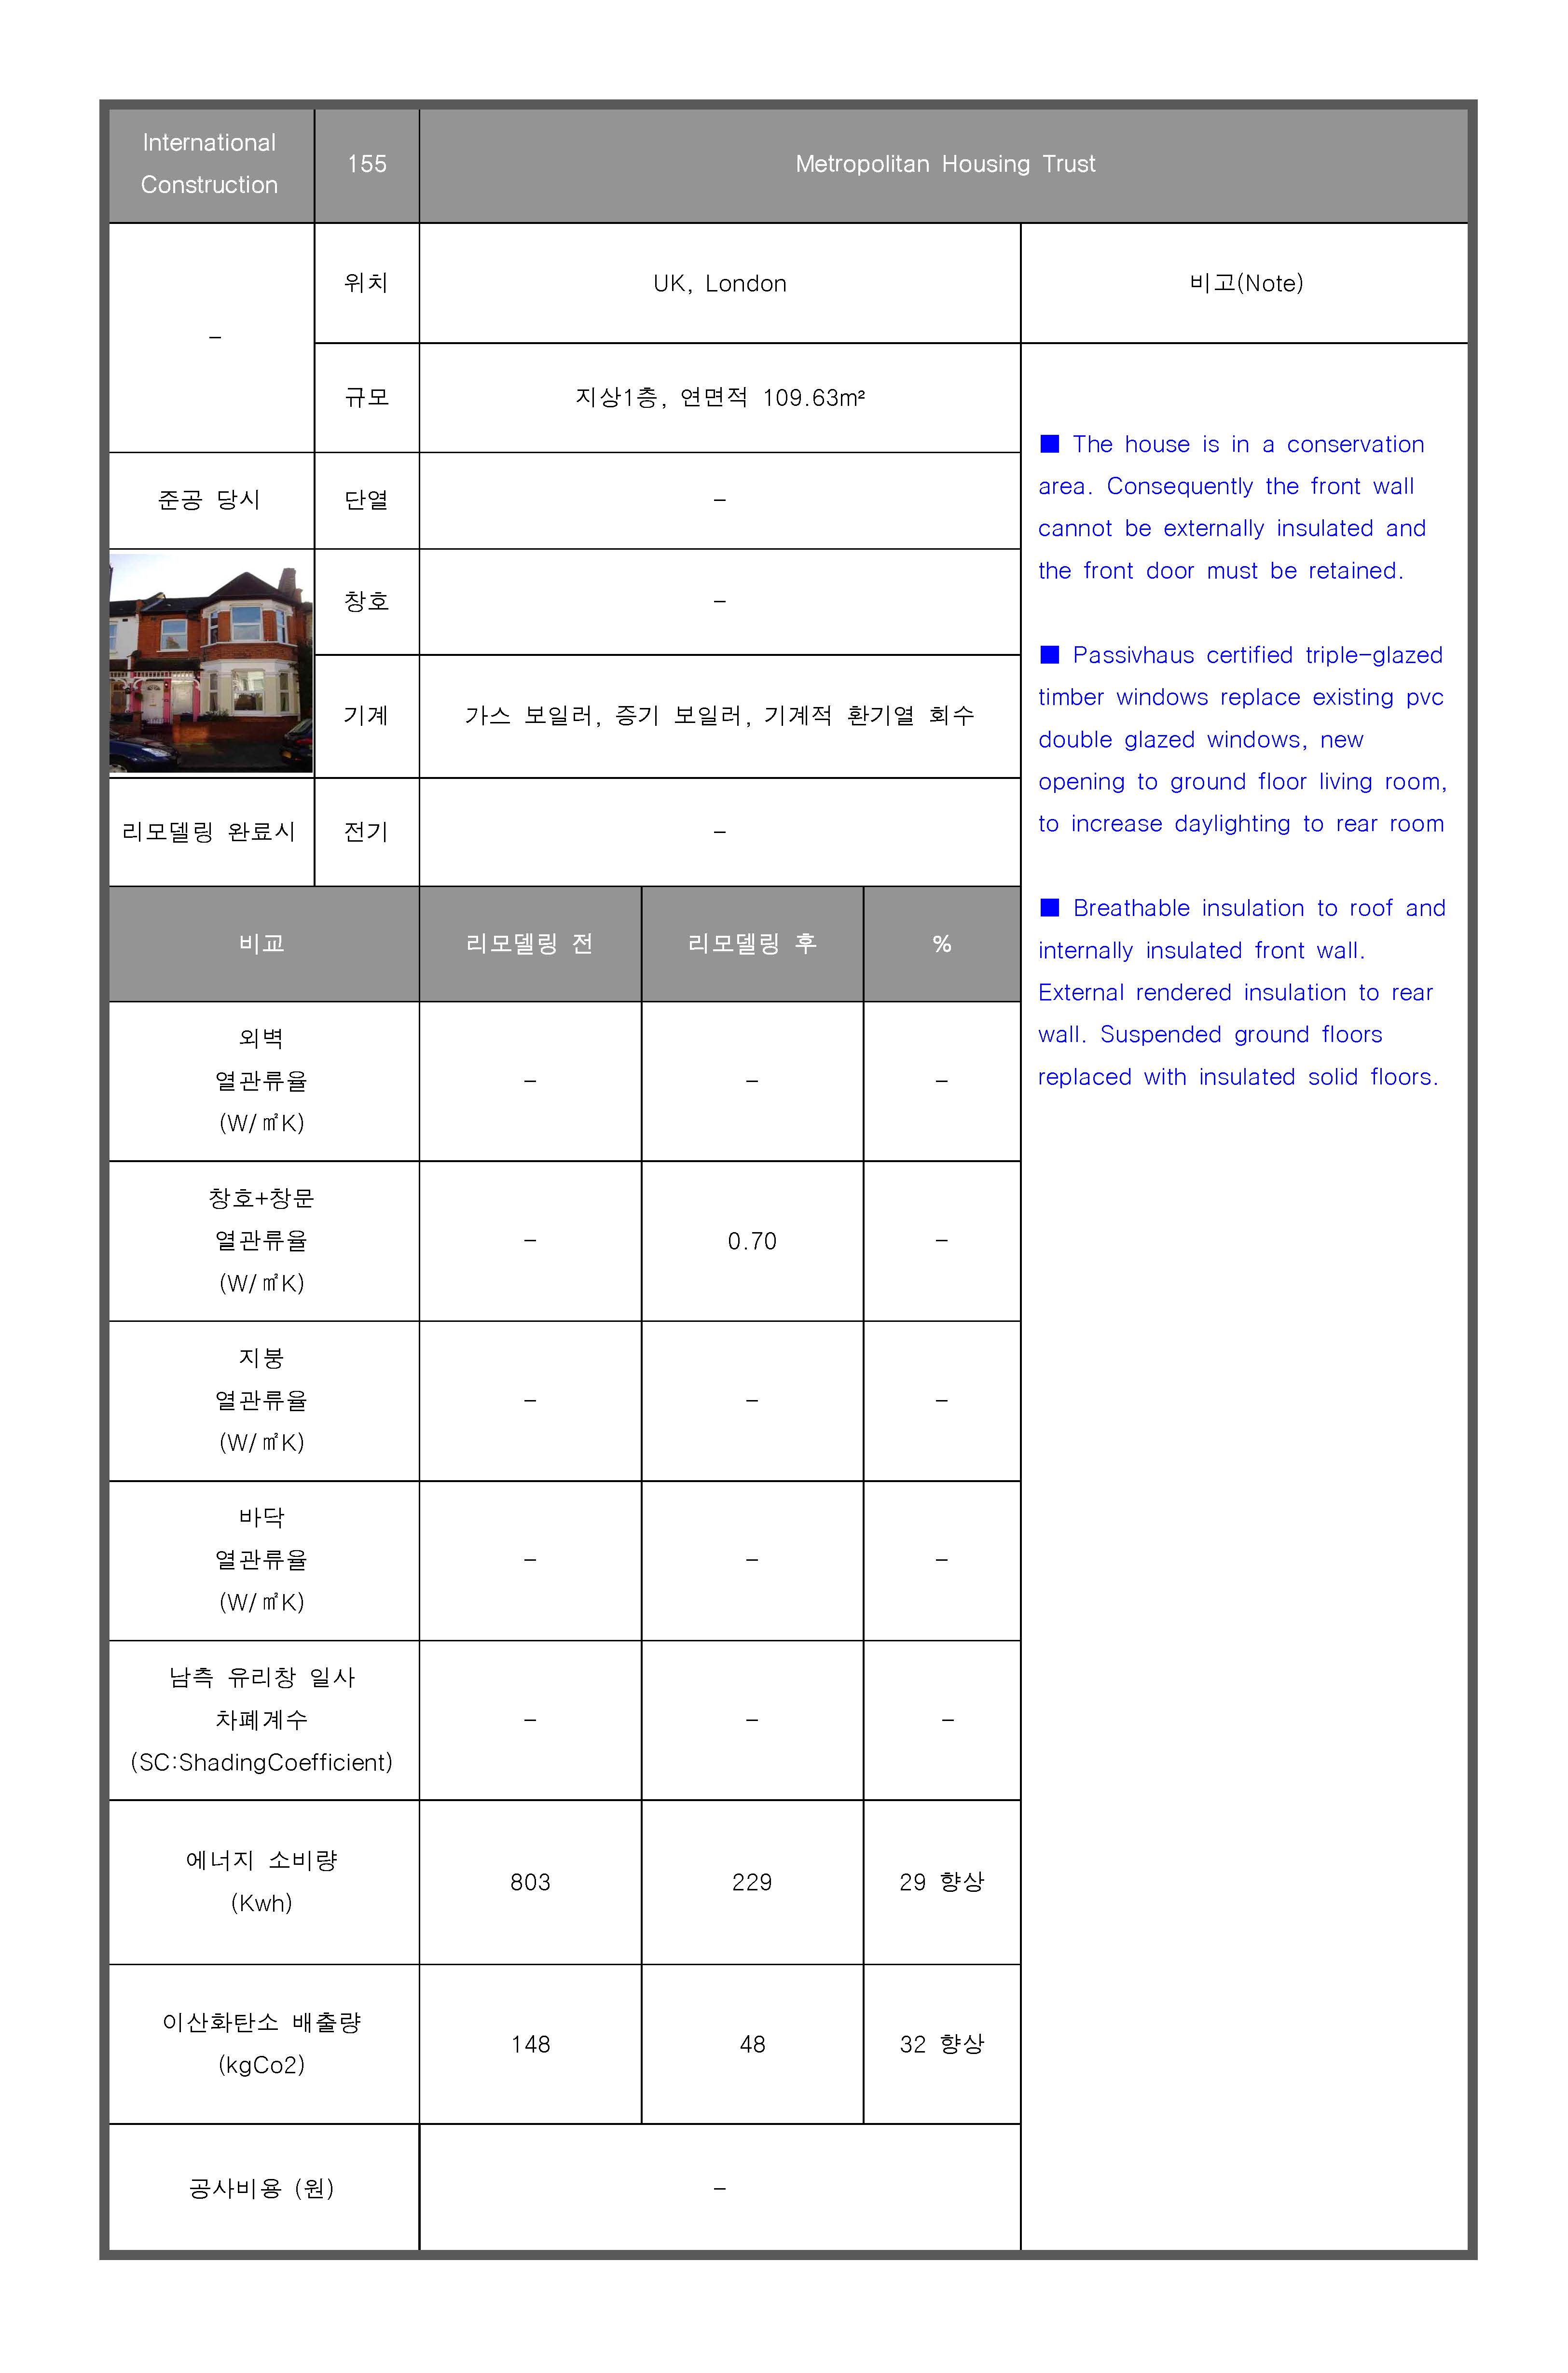 International
Construction
155
Metropolitan Housing Trust
-
위치
UK, London
비고(Note)
규모
지상1층, 연면적 109.63m²
준공 당시
단열
-
창호
-
기계
가스 보일러, 증기 보일러, 기계적 환기열 회수
리모델링 완료시
전기
-
■ The house is in a conservation
area. Consequently the front wall
cannot be externally insulated and
the front door must be retained.
■ Passivhaus certified triple-glazed
timber windows replace existing pvc
double glazed windows, new
opening to ground floor living room,
to increase daylighting to rear room
■ Breathable insulation to roof and
internally insulated front wall.
External rendered insulation to rear
wall. Suspended ground floors
replaced with insulated solid floors.
비교
리모델링 전
리모델링 후
%
외벽
열관류율
(W/㎡K)
-
-
-
창호+창문
열관류율
(W/㎡K)
-
0.70
-
지붕
열관류율
(W/㎡K)
-
-
-
바닥
열관류율
(W/㎡K)
-
-
-
남측 유리창 일사
차폐계수
(SC:ShadingCoefficient)
-
-
-
에너지 소비량
(Kwh)
803
229
29 향상
이산화탄소 배출량
(kgCo2)
148
48
32 향상
공사비용 (원)
-